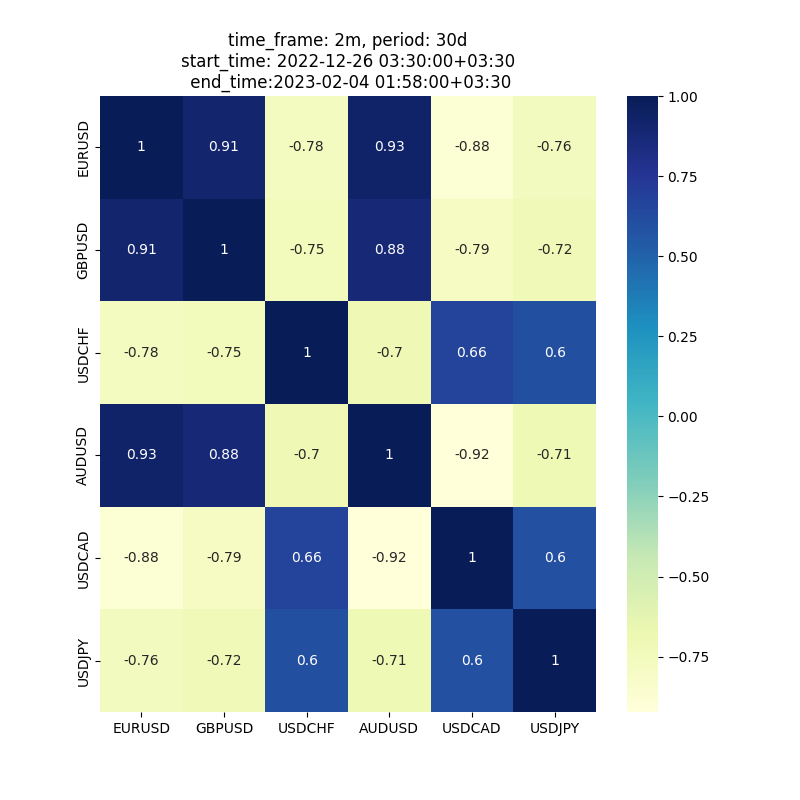 time_frame: 2m, period: 30d
start_time: 2022-12-26 03:30:00+03:30
end_time:2023-02-04 01:58:00+03:30
EURUSD 1 0.91 -0.78 0.93 -0.88 -0.76
GBPUSD 0.91 1 -0.75 0.88 -0.79 -0.72
USDCHF -0.78 -0.75 1 -0.7 0.66 0.6
AUDUSD 0.93 0.88 -0.7 1 -0.92 -0.71
USDCAD -0.88 -0.79 0.66 -0.92 1 0.6
USDJPY -0.76 -0.72 0.6 -0.71 0.6 1
EURUSD GBPUSD USDCHF AUDUSD USDCAD USDJPY
1.00
0.75
0.50
0.25
0.00
−0.25
−0.50
−0.75